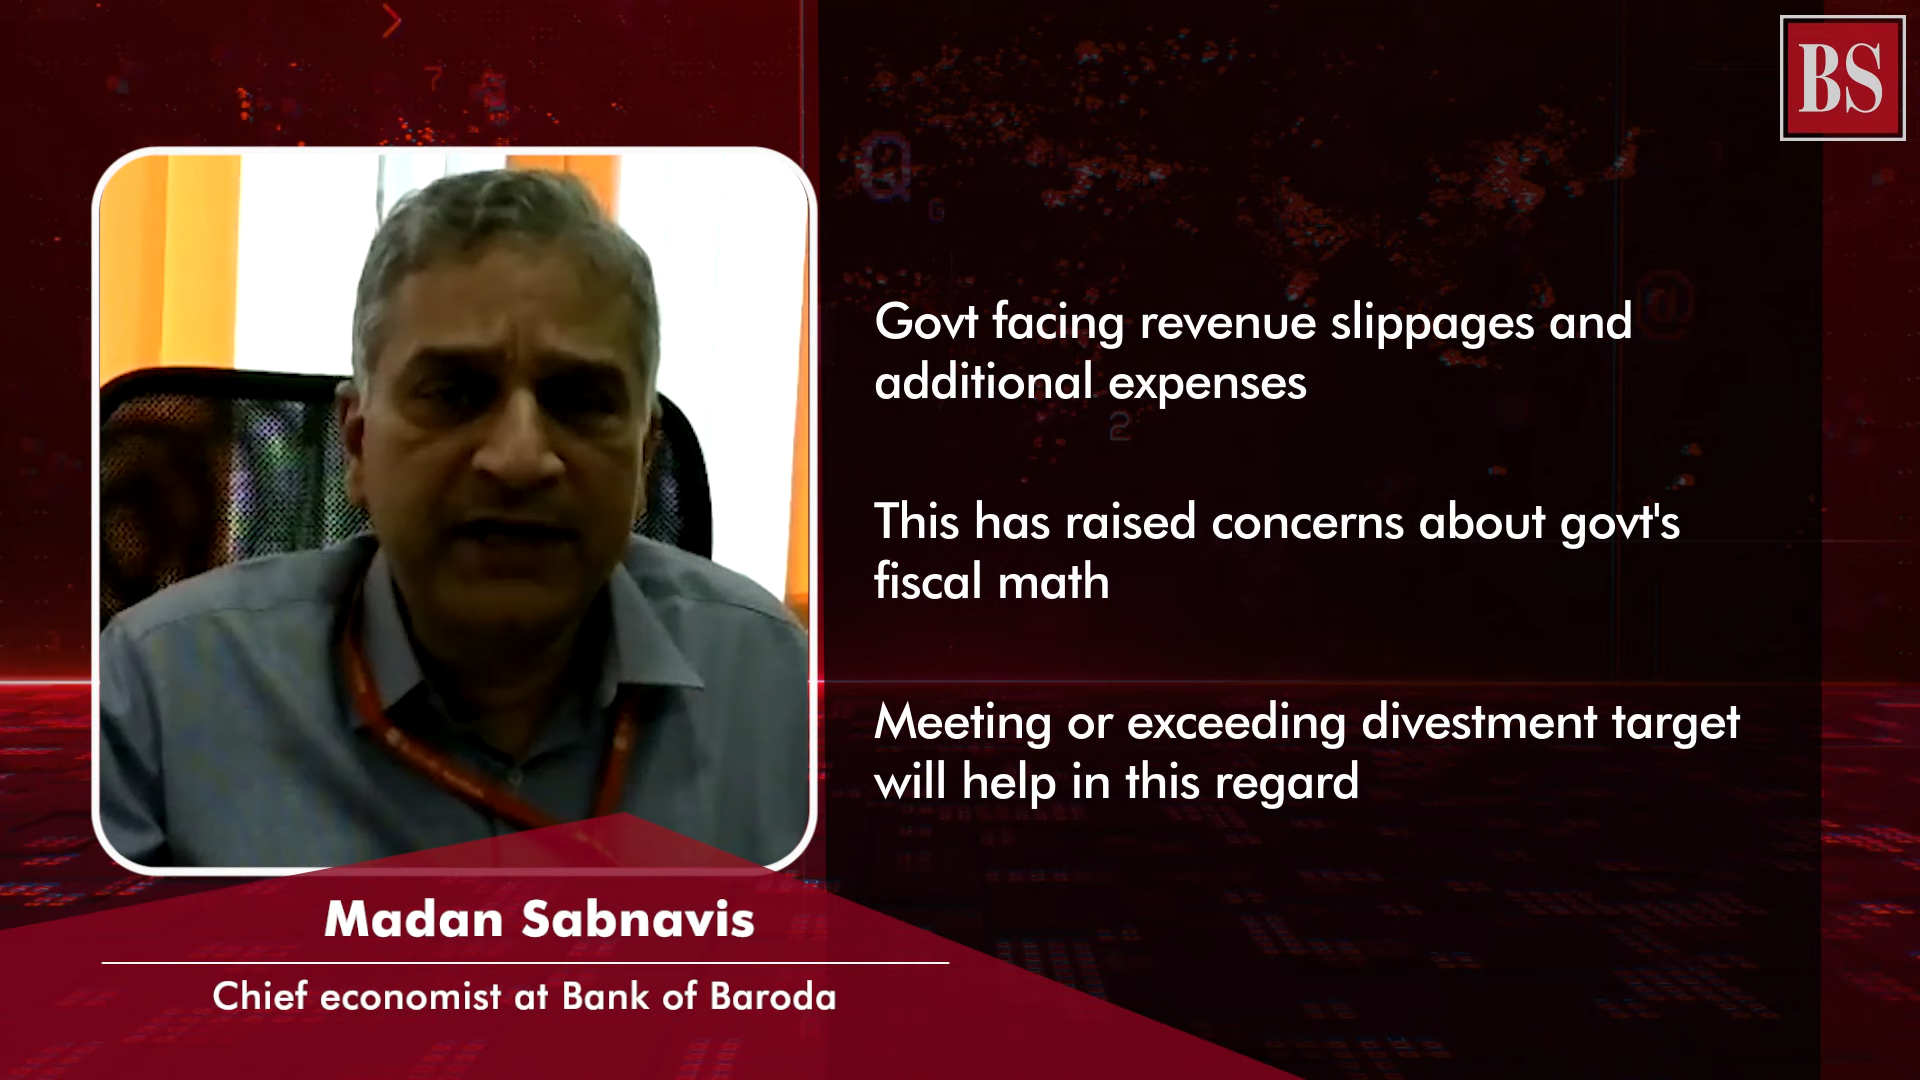 BS
Govt facing revenue slippages and
additional expenses
This has raised concerns about govt's
fiscal math
Meeting or exceeding divestment target
will help in this regard
Madan Sabnavis
Chief economist at Bank of Baroda